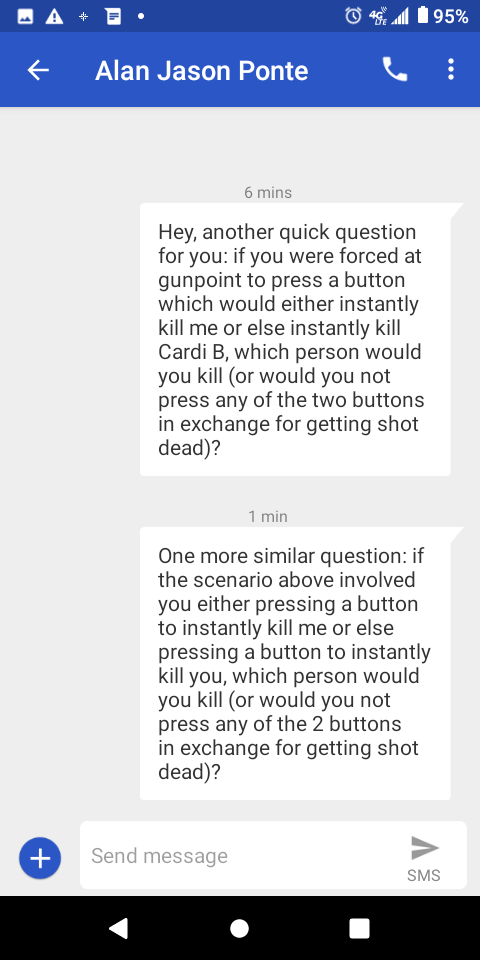 4G LTE 95%
Alan Jason Ponte
6 mins
Hey, another quick question
for you: if you were forced at
gunpoint to press a button
which would either instantly
kill me or else instantly kill
Cardi B, which person would
you kill (or would you not
press any of the two buttons
in exchange for getting shot
dead)?
1 min
One more similar question: if
the scenario above involved
you either pressing a button
to instantly kill me or else
pressing a button to instantly
kill you, which person would
you kill (or would you not
press any of the 2 buttons
in exchange for getting shot
dead)?
Send message
SMS